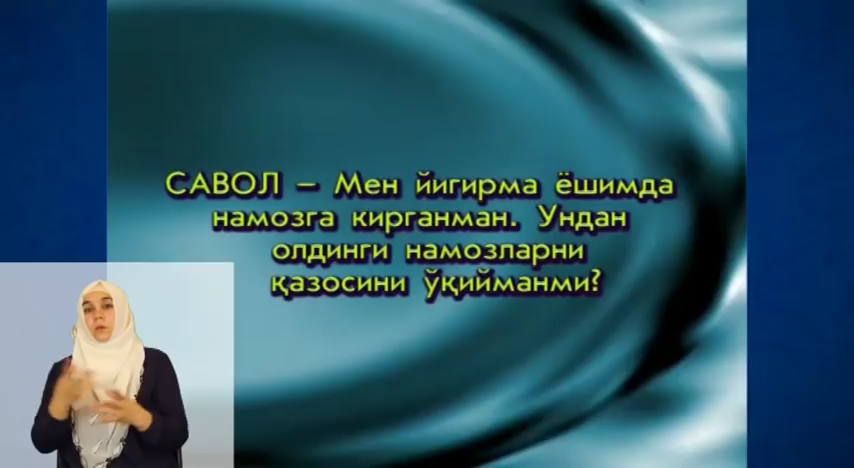 САВОЛ – Мен йигирма ёшимда
намозга кирганман. Ундан
олдинги намозларни
қазосини ўқийманми?